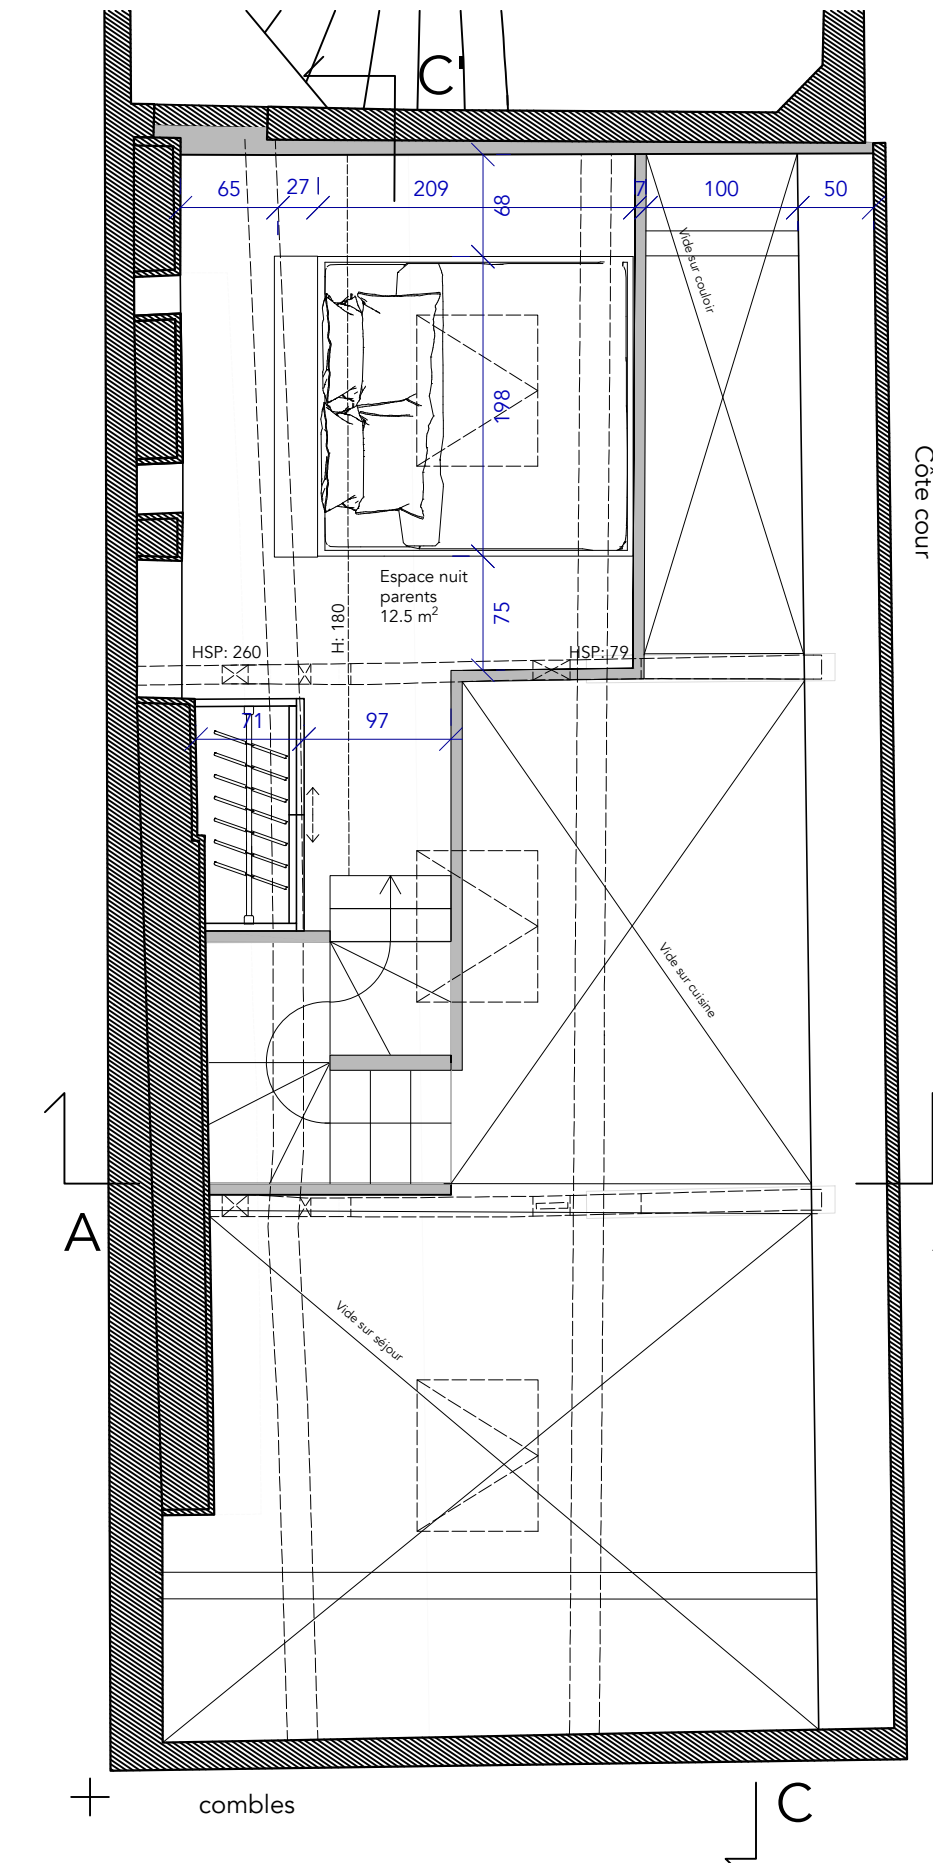 C'
65
27
209
7
100
50
68
Vide sur couloir
198
Côte cour
Espace nuit
parents
12.5 m²
75
H: 180
HSP: 260
HSP: 79
71
97
Vide sur cuisine
A
Vide sur séjour
combles
C